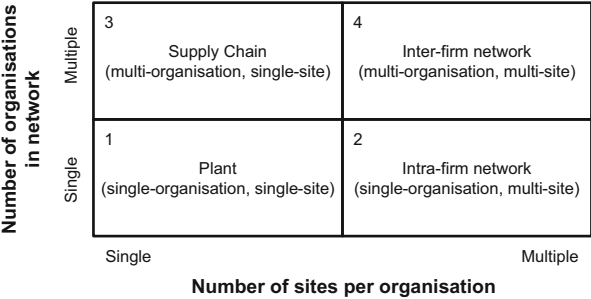 Number of organisations
in network
Multiple
Single
3
Supply Chain
(multi-organisation, single-site)
4
Inter-firm network
(multi-organisation, multi-site)
1
Plant
(single-organisation, single-site)
2
Intra-firm network
(single-organisation, multi-site)
Single
Multiple
Number of sites per organisation